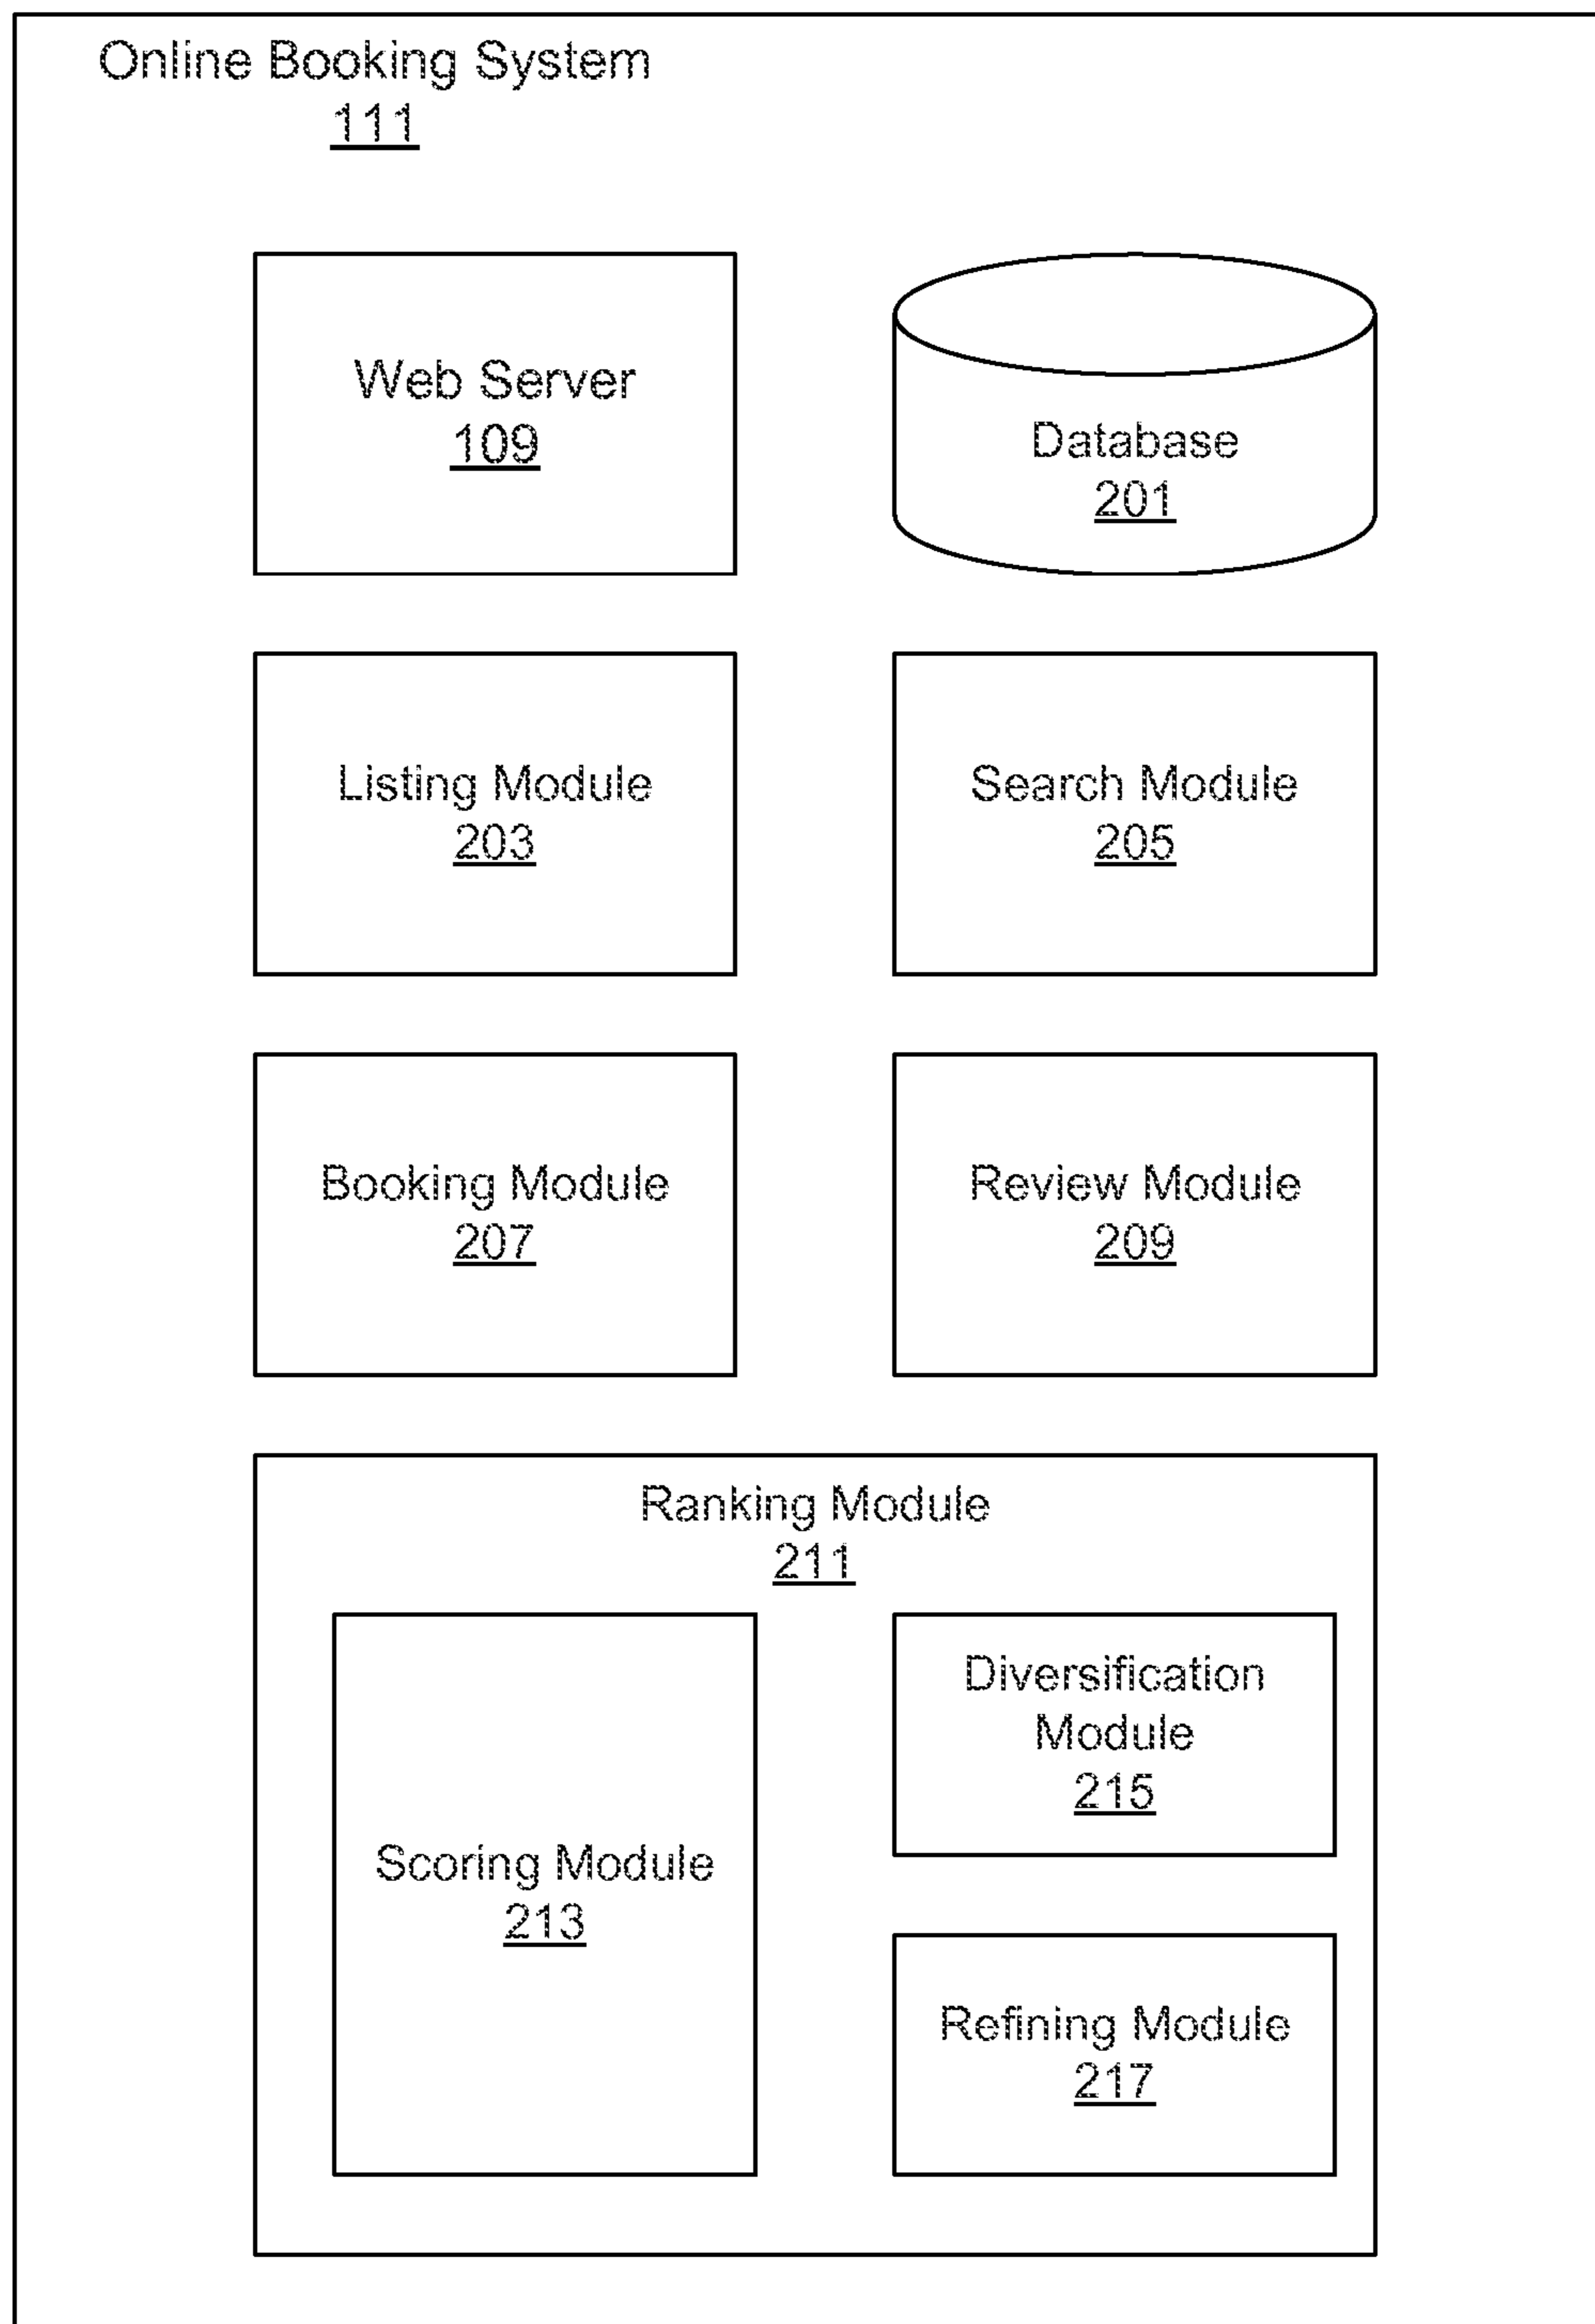 Online Booking System
111
Web Server
109
Database
201
Listing Module
203
Search Module
205
Booking Module
207
Review Module
209
Ranking Module
211
Scoring Module
213
Diversification
Module
215
Refining Module
217